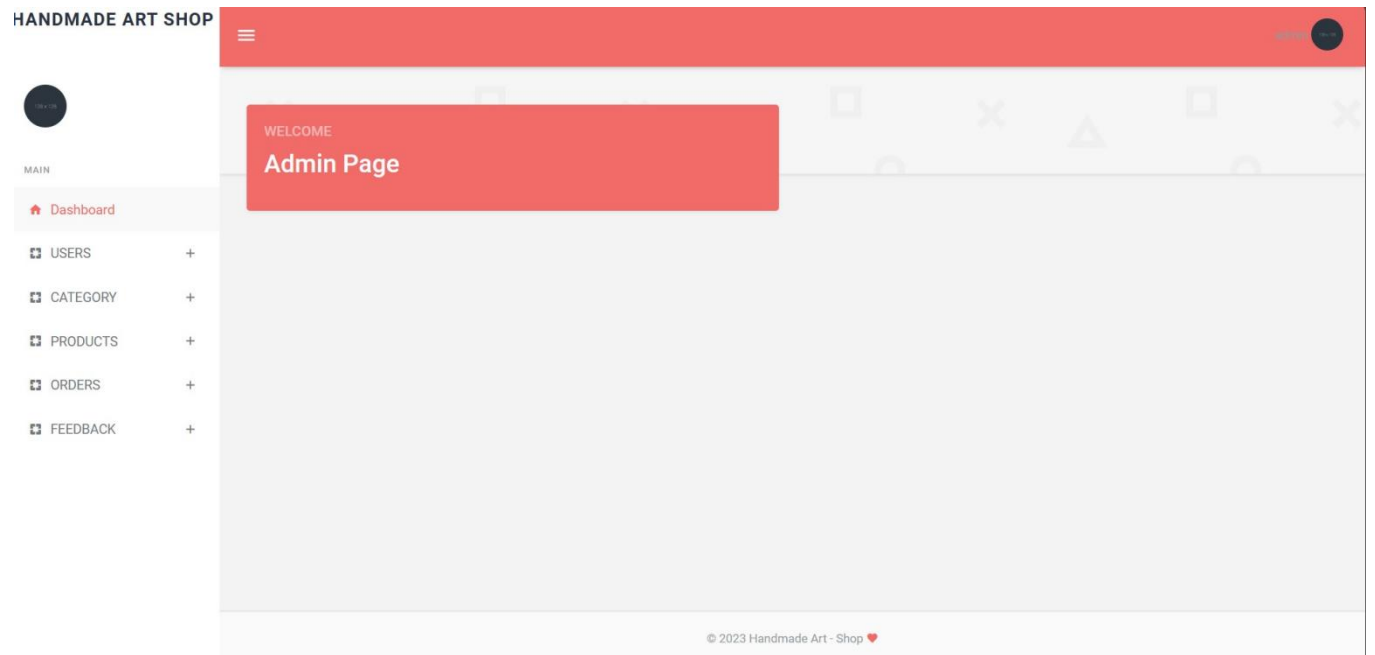 HANDMADE ART SHOP
MAIN
Dashboard
USERS +
CATEGORY +
PRODUCTS +
ORDERS +
FEEDBACK +
WELCOME
Admin Page
© 2023 Handmade Art - Shop ♥